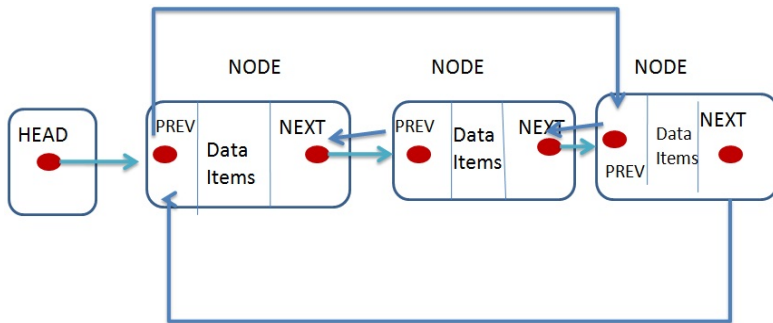 NODE
NODE
NODE
HEAD
PREV
Data
Items
NEXT
PREV
Data
Items
NEXT
PREV
Data
Items
NEXT